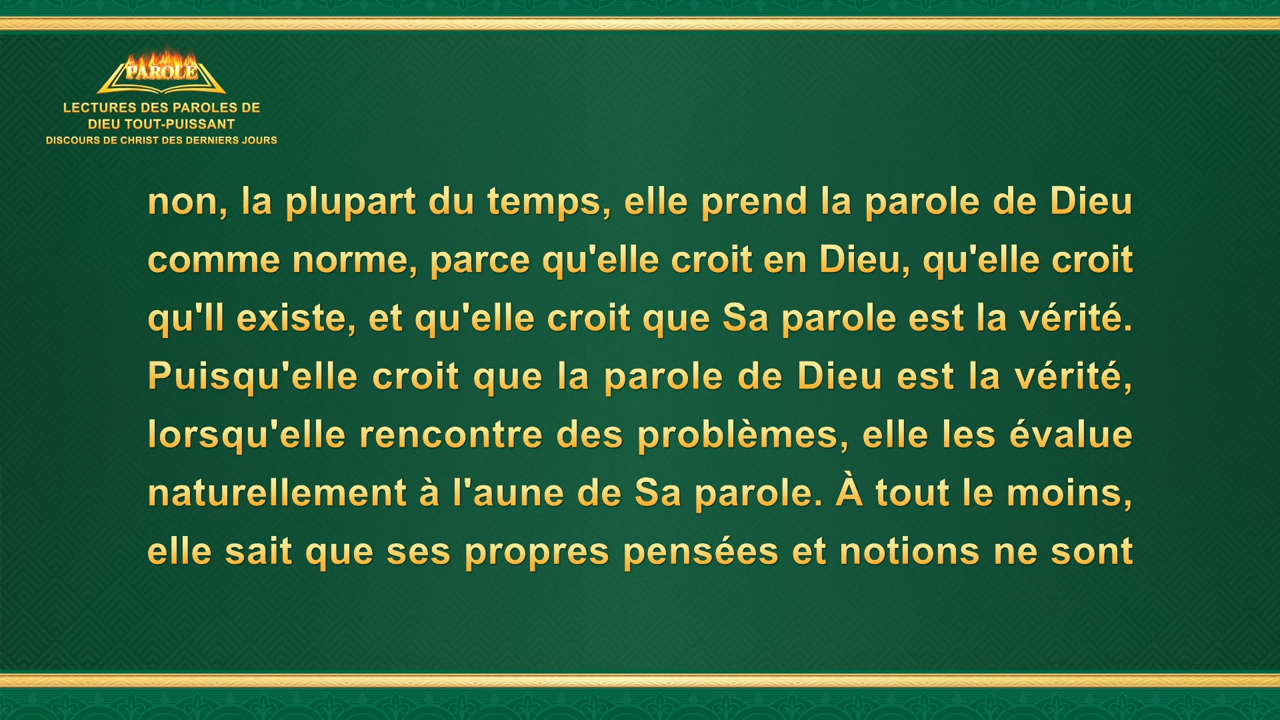 PAROLE
LECTURES DES PAROLES DE
DIEU TOUT-PUISSANT
DISCOURS DE CHRIST DES DERNIERS JOURS
non, la plupart du temps, elle prend la parole de Dieu
comme norme, parce qu'elle croit en Dieu, qu'elle croit
qu'Il existe, et qu'elle croit que Sa parole est la vérité.
Puisqu'elle croit que la parole de Dieu est la vérité,
lorsqu'elle rencontre des problèmes, elle les évalue
naturellement à l'aune de Sa parole. À tout le moins,
elle sait que ses propres pensées et notions ne sont